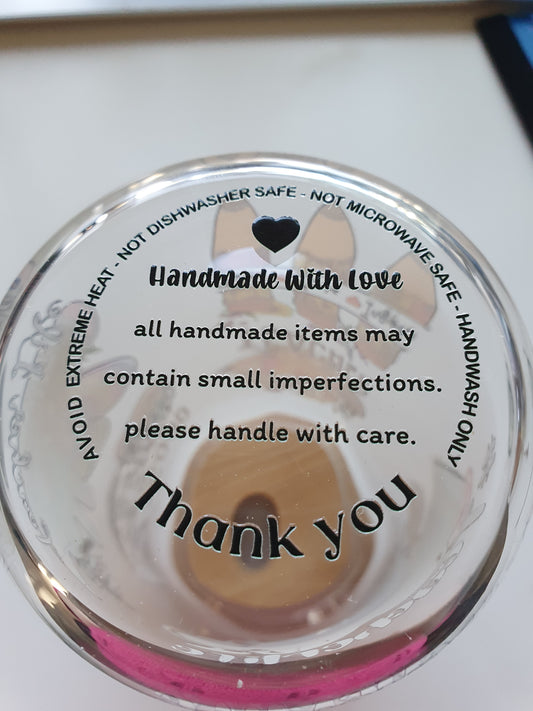 AVOID EXTREME HEAT - NOT DISHWASHER SAFE - NOT MICROWAVE SAFE - HANDWASH ONLY
Handmade With Love
all handmade items may
contain small imperfections.
please handle with care.
Thank you